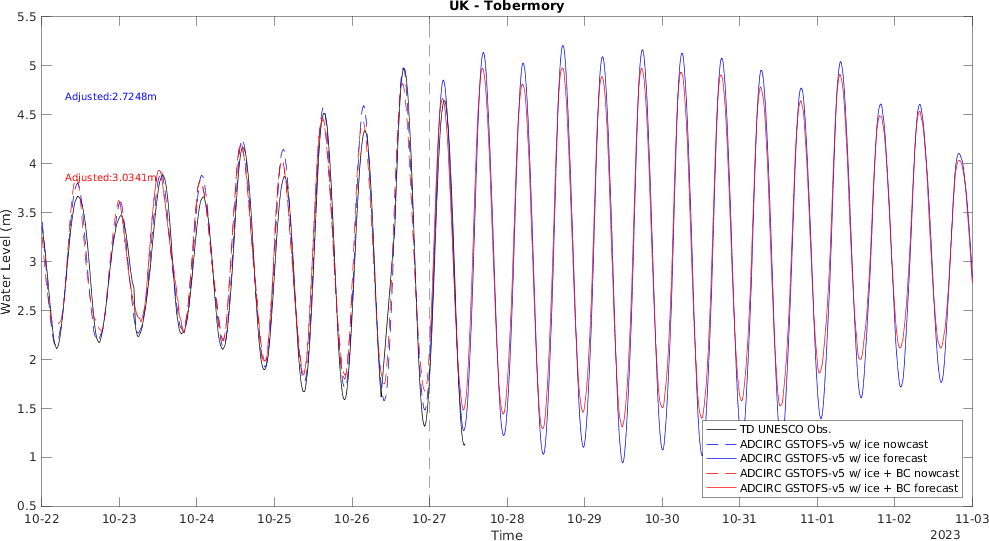 UK - Tobermory
5.5
5
4.5
4
3.5
3
2.5
2
1.5
1
0.5
Water Level (m)
Adjusted:2.7248m
Adjusted:3.0341m
TD UNESCO Obs.
ADCIRC GSTOFS-v5 w/ ice nowcast
ADCIRC GSTOFS-v5 w/ ice forecast
ADCIRC GSTOFS-v5 w/ ice + BC nowcast
ADCIRC GSTOFS-v5 w/ ice + BC forecast
10-22 10-23 10-24 10-25 10-26 10-27 10-28 10-29 10-30 10-31 11-01 11-02 11-03
Time
2023